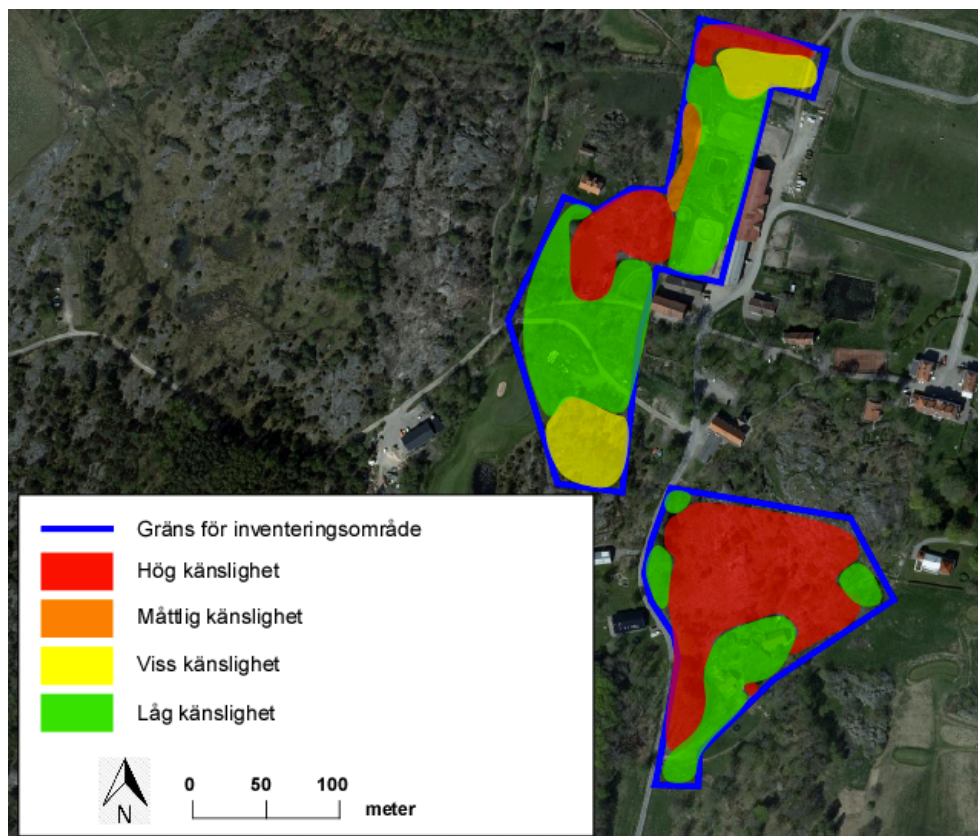 Gräns för inventeringsområde
Hög känslighet
Måttlig känslighet
Viss känslighet
Låg känslighet
N
0 50 100
meter